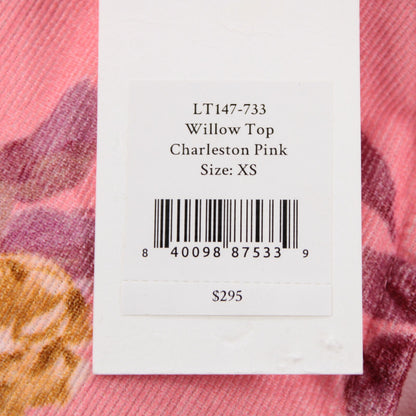 LT147-733
Willow Top
Charleston Pink
Size: XS
8 40098 87533 9
$295